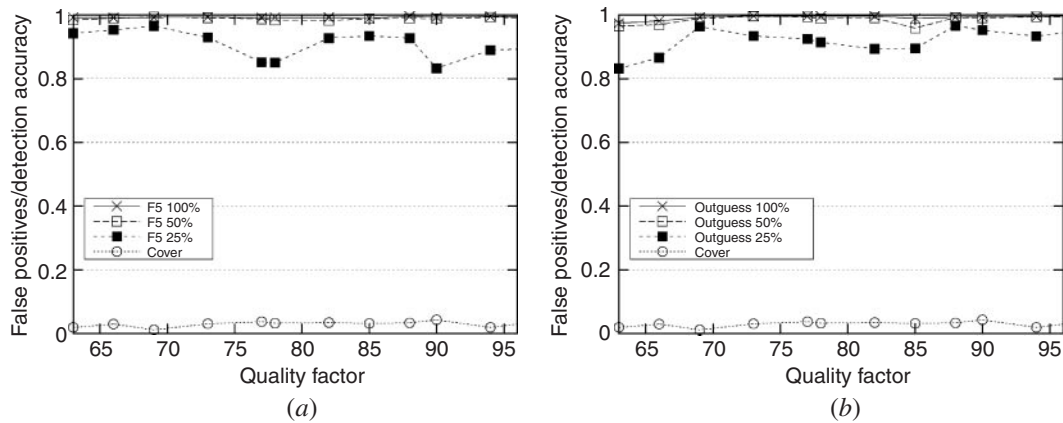 False positives/detection accuracy
1
0.8
0.6
0.4
0.2
0
F5 100%
F5 50%
F5 25%
Cover
65 70 75 80 85 90 95
Quality factor
(a)
False positives/detection accuracy
1
0.8
0.6
0.4
0.2
0
Outguess 100%
Outguess 50%
Outguess 25%
Cover
65 70 75 80 85 90 95
Quality factor
(b)